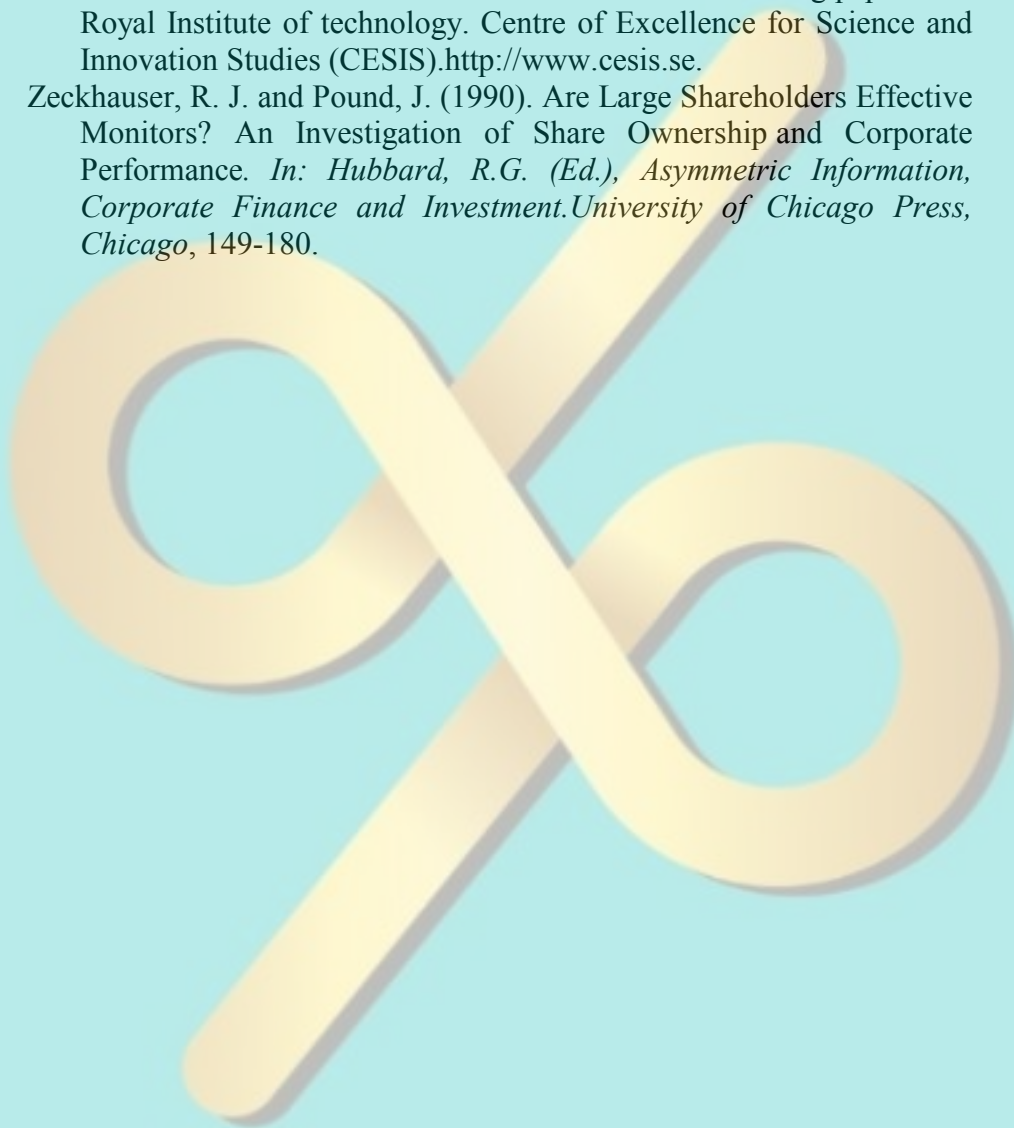 Royal Institute of technology. Centre of Excellence for Science and
Innovation Studies (CESIS).http://www.cesis.se.
Zeckhauser, R. J. and Pound, J. (1990). Are Large Shareholders Effective
Monitors? An Investigation of Share Ownership and Corporate
Performance. In: Hubbard, R.G. (Ed.), Asymmetric Information,
Corporate Finance and Investment.University of Chicago Press,
Chicago, 149-180.